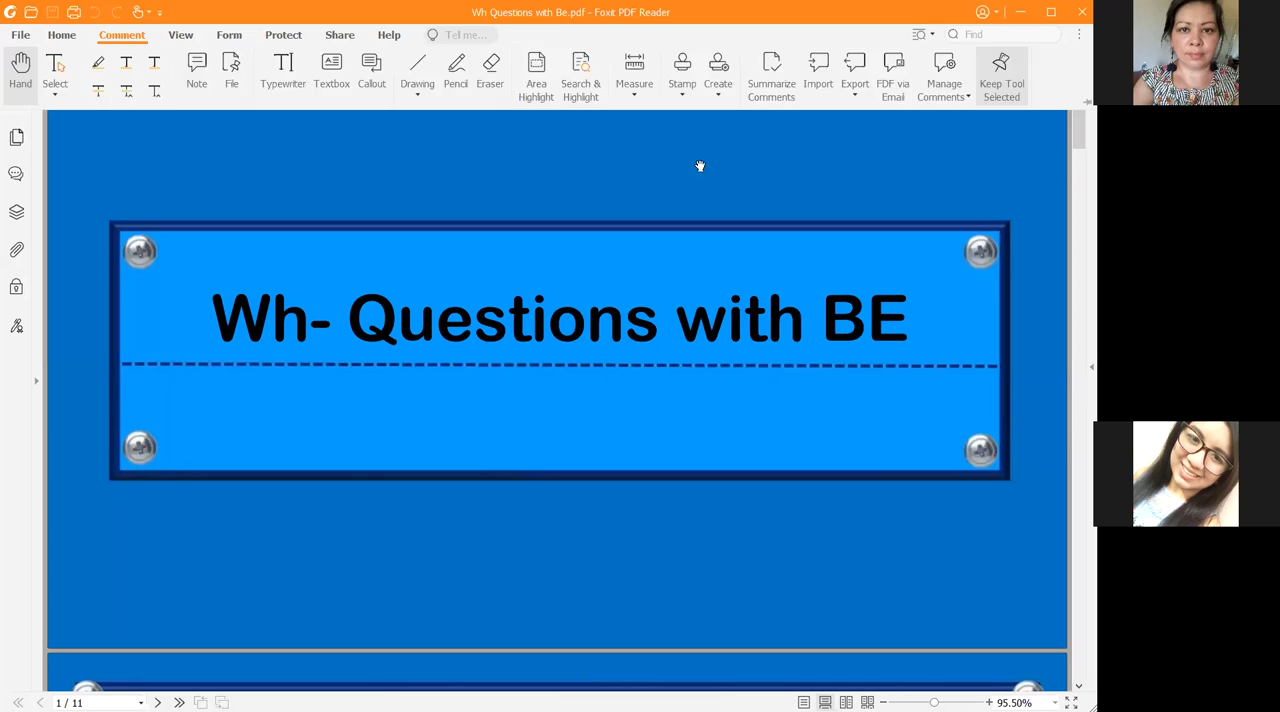 Wh Questions with Be.pdf - Foxit PDF Reader
File Home Comment View Form Protect Share Help Tell me... Find
Hand Select Note File Typewriter Textbox Callout Drawing Pencil Eraser Area Highlight Search & Highlight Measure Stamp Create Summarize Comments Import Export PDF via Email Manage Comments Keep Tool Selected
Wh- Questions with BE
1 / 11
95.50%